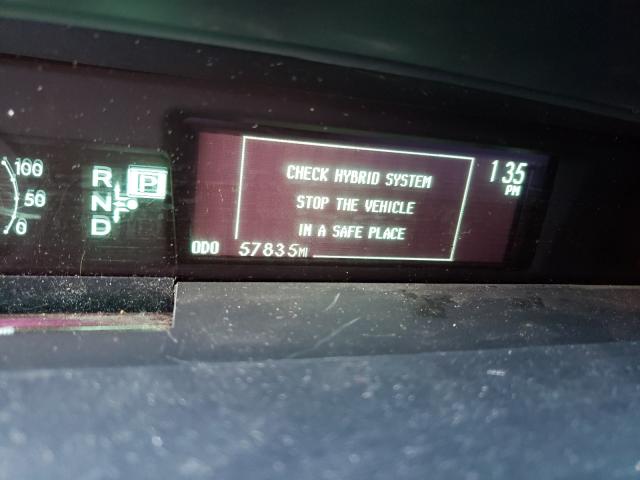 100
50
0
R
N
D
P
CHECK HYBRID SYSTEM
STOP THE VEHICLE
IN A SAFE PLACE
1:35
PM
ODO 57835MI